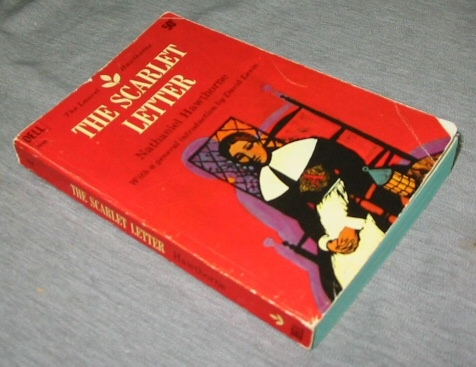 The Laurel Hawthorne
50¢
DELL
THE SCARLET
LETTER
Nathaniel Hawthorne
With a general introduction by David Levin
THE SCARLET LETTER Hawthorne